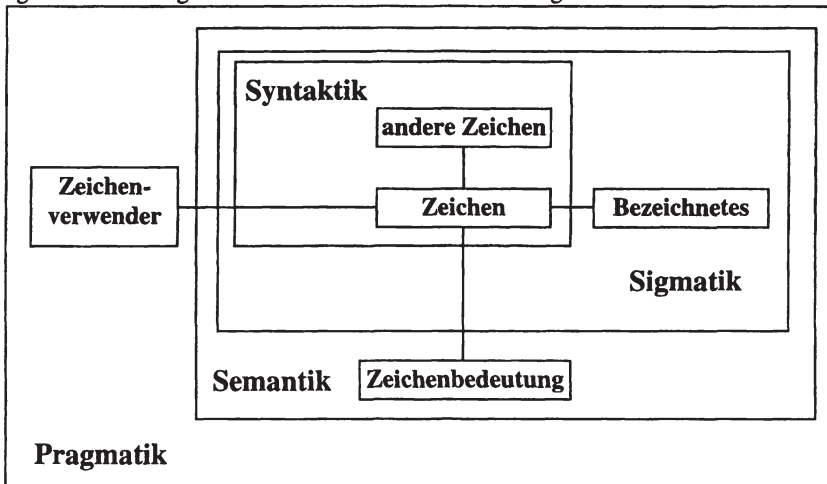 Syntaktik
andere Zeichen
Zeichen-
verwender
Zeichen
Bezeichnetes
Sigmatik
Semantik
Zeichenbedeutung
Pragmatik